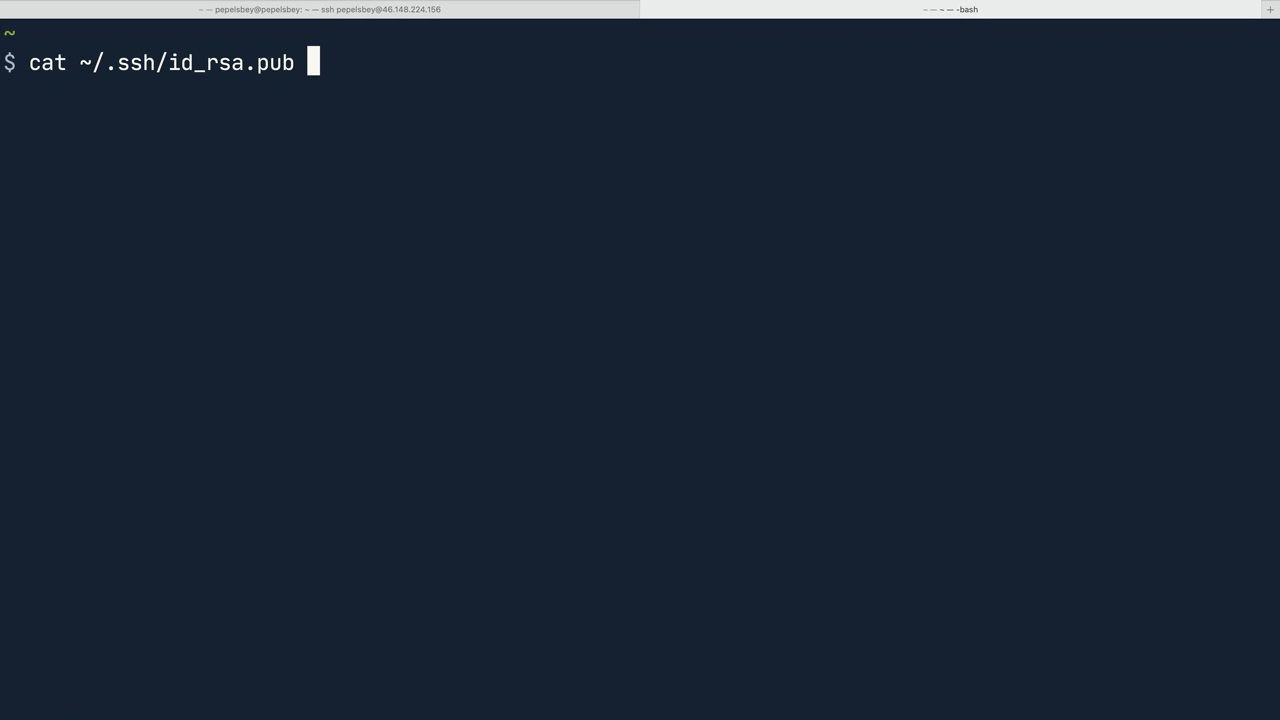 ~ — pepelsbey@pepelsbey: ~ — ssh pepelsbey@46.148.224.156
~ — ~ — -bash
+
~
$ cat ~/.ssh/id_rsa.pub